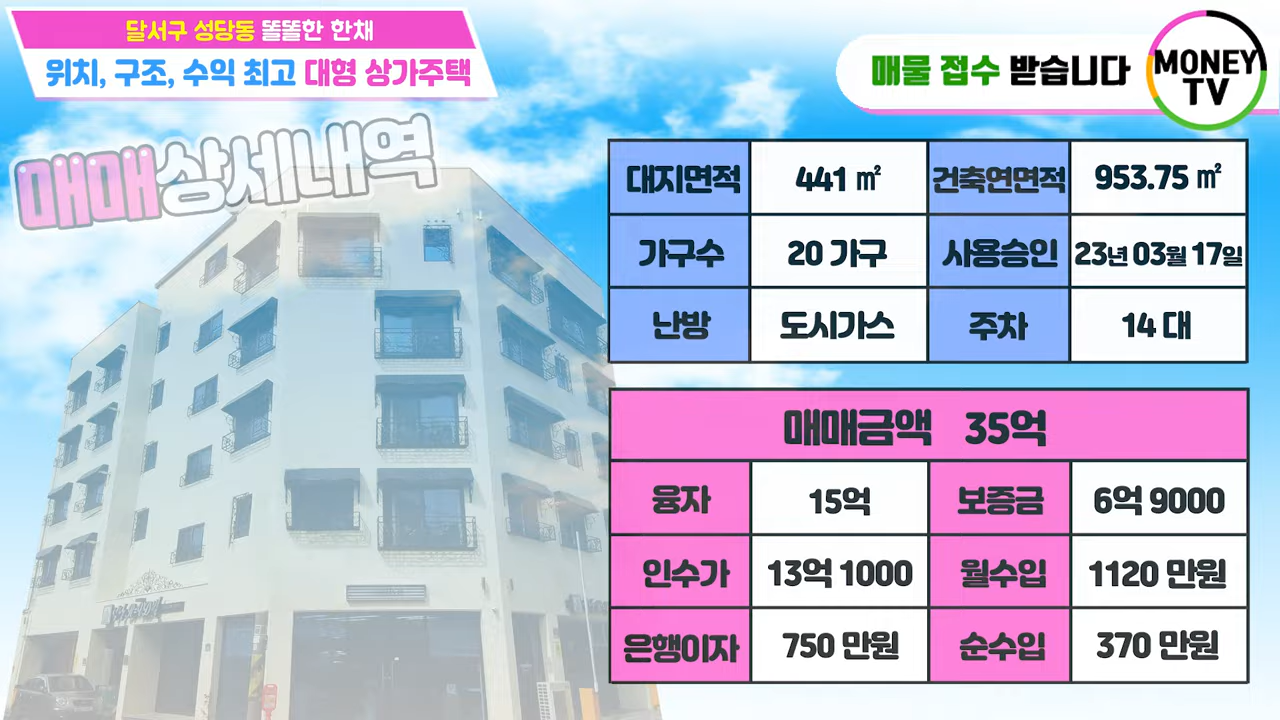 달서구 성당동 똘똘한 한채
위치, 구조, 수익 최고 대형 상가주택
매물 접수 받습니다
MONEY
TV
매매상세내역
대지면적 441 ㎡ 건축연면적 953.75 ㎡
가구수 20 가구 사용승인 23년 03월 17일
난방 도시가스 주차 14 대
매매금액 35억
융자 15억 보증금 6억 9000
인수가 13억 1000 월수입 1120 만원
은행이자 750 만원 순수입 370 만원